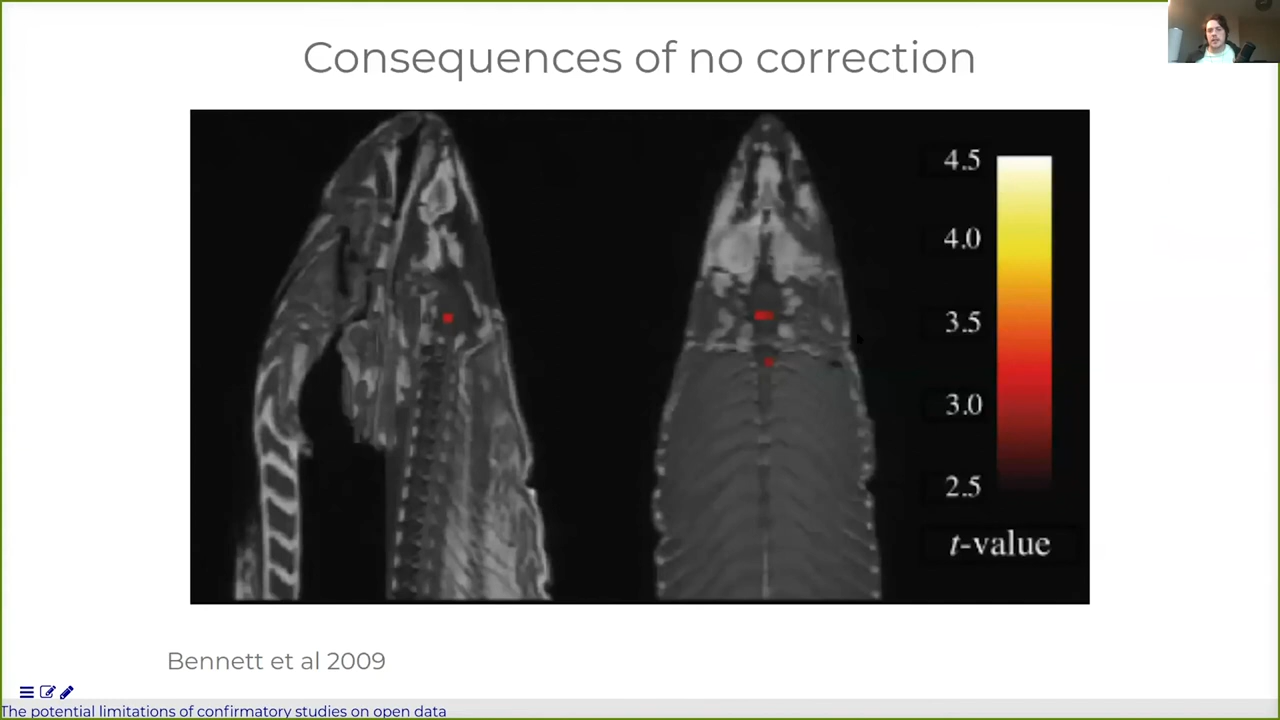 Consequences of no correction
4.5
4.0
3.5
3.0
2.5
t-value
Bennett et al 2009
The potential limitations of confirmatory studies on open data